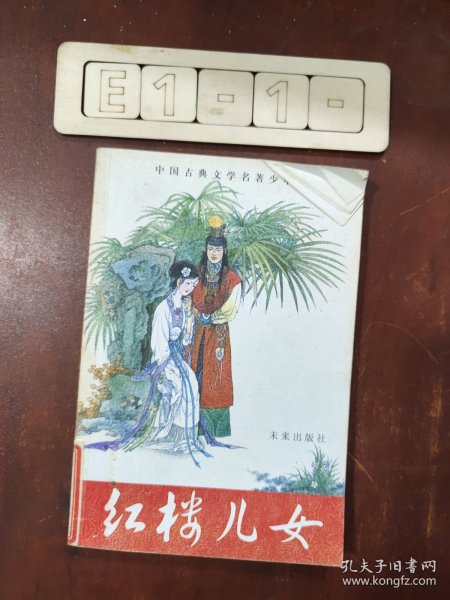 E1-1-
中国古典文学名著少
未来出版社
红楼儿女
孔夫子旧书网
www.kongfz.com